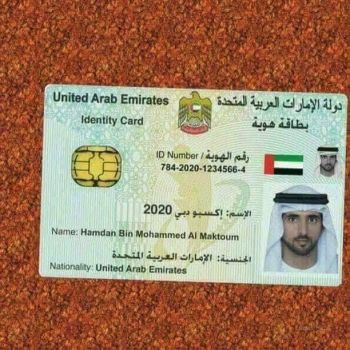 United Arab Emirates
دولة الإمارات العربية المتحدة
Identity Card
بطاقة هوية
ID Number / رقم الهوية
784-2020-1234566-4
الإسم: إكسبو دبي 2020
Name: Hamdan Bin Mohammed Al Maktoum
الجنسية: الإمارات العربية المتحدة
Nationality: United Arab Emirates